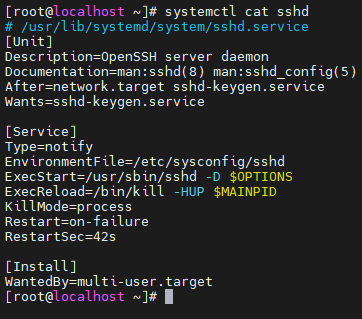 [root@localhost ~]# systemctl cat sshd
# /usr/lib/systemd/system/sshd.service
[Unit]
Description=OpenSSH server daemon
Documentation=man:sshd(8) man:sshd_config(5)
After=network.target sshd-keygen.service
Wants=sshd-keygen.service

[Service]
Type=notify
EnvironmentFile=/etc/sysconfig/sshd
ExecStart=/usr/sbin/sshd -D $OPTIONS
ExecReload=/bin/kill -HUP $MAINPID
KillMode=process
Restart=on-failure
RestartSec=42s

[Install]
WantedBy=multi-user.target
[root@localhost ~]#